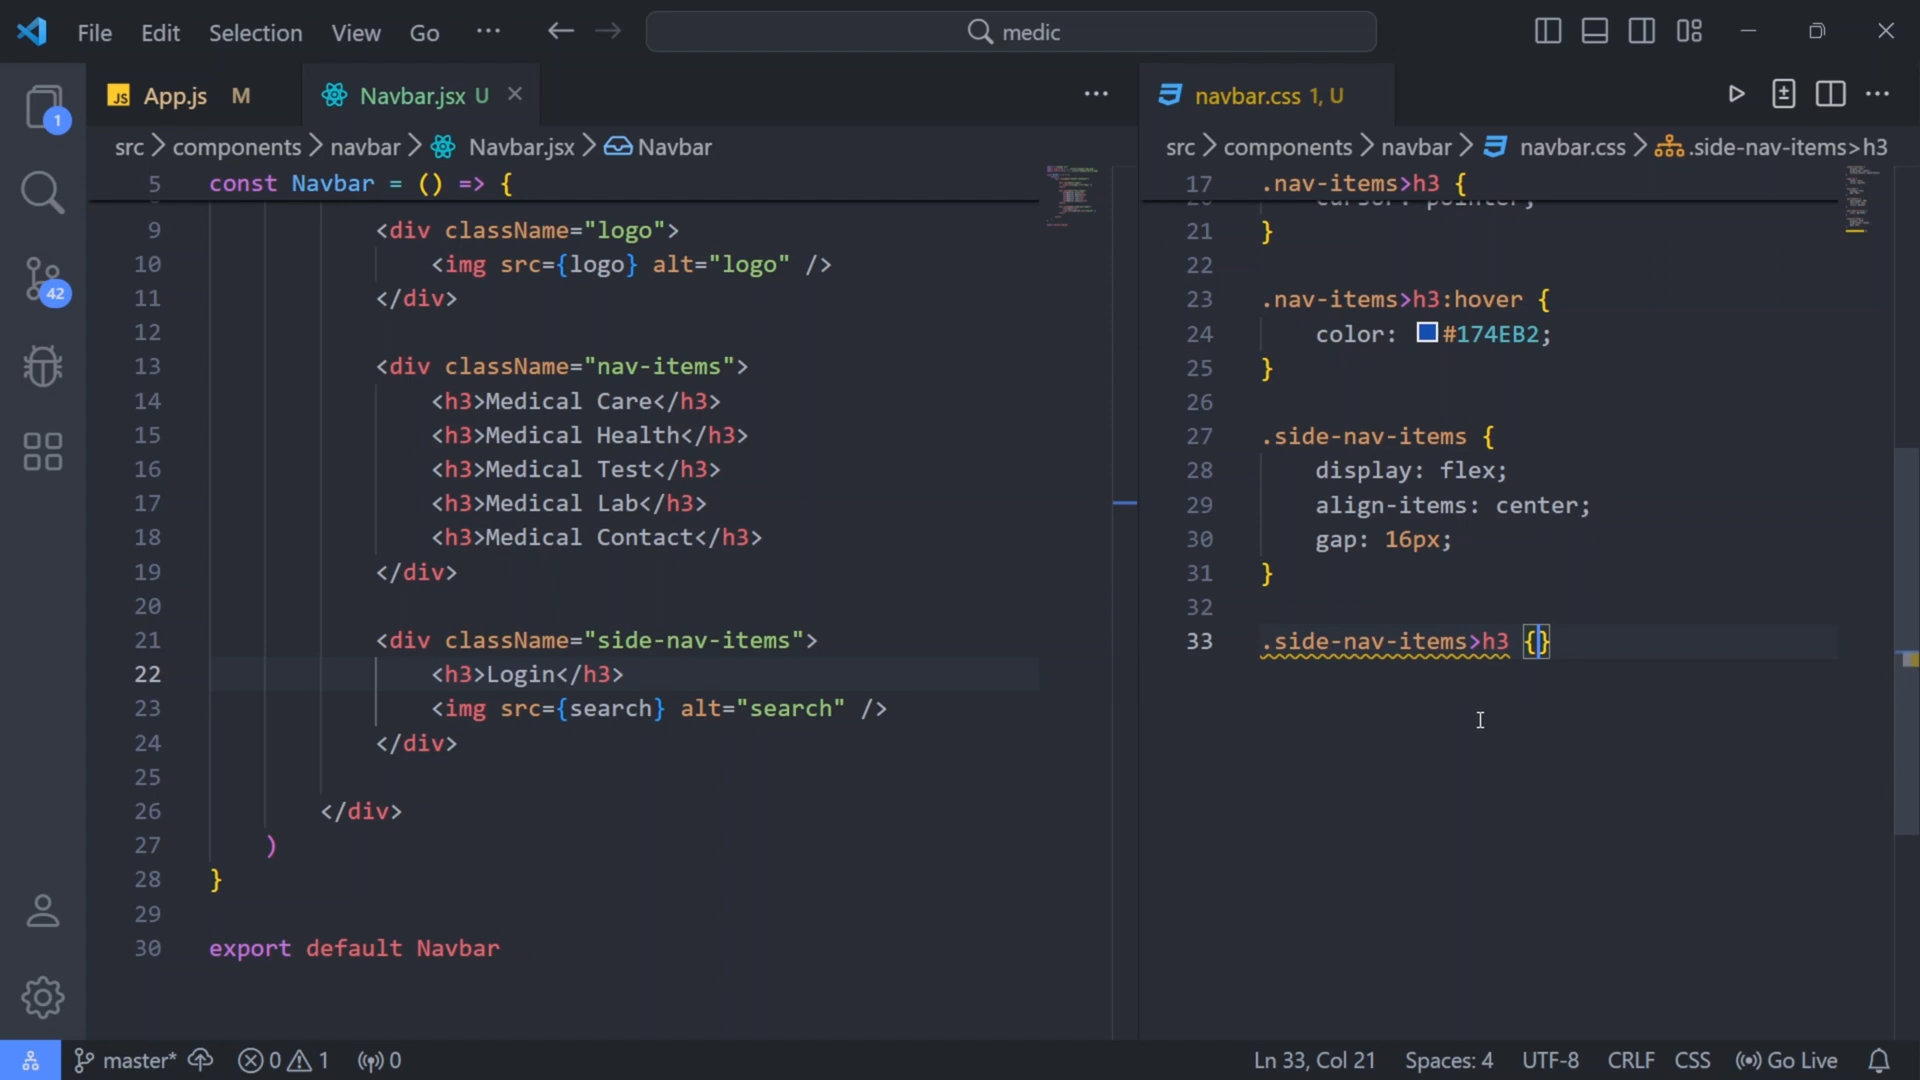 File Edit Selection View Go ··· ← → medic
JS App.js M
Navbar.jsx U ×
···
navbar.css 1, U
···
src > components > navbar > Navbar.jsx > Navbar
src > components > navbar > navbar.css > .side-nav-items>h3
1
42
5 const Navbar = () => {
9 <div className="logo">
10 <img src={logo} alt="logo" />
11 </div>
12
13 <div className="nav-items">
14 <h3>Medical Care</h3>
15 <h3>Medical Health</h3>
16 <h3>Medical Test</h3>
17 <h3>Medical Lab</h3>
18 <h3>Medical Contact</h3>
19 </div>
20
21 <div className="side-nav-items">
22 <h3>Login</h3>
23 <img src={search} alt="search" />
24 </div>
25
26 </div>
27 )
28 }
29
30 export default Navbar
17 .nav-items>h3 {
20 cursor: pointer;
21 }
22
23 .nav-items>h3:hover {
24 color: #174EB2;
25 }
26
27 .side-nav-items {
28 display: flex;
29 align-items: center;
30 gap: 16px;
31 }
32
33 .side-nav-items>h3 {}
master* 0 1 0 Ln 33, Col 21 Spaces: 4 UTF-8 CRLF CSS Go Live